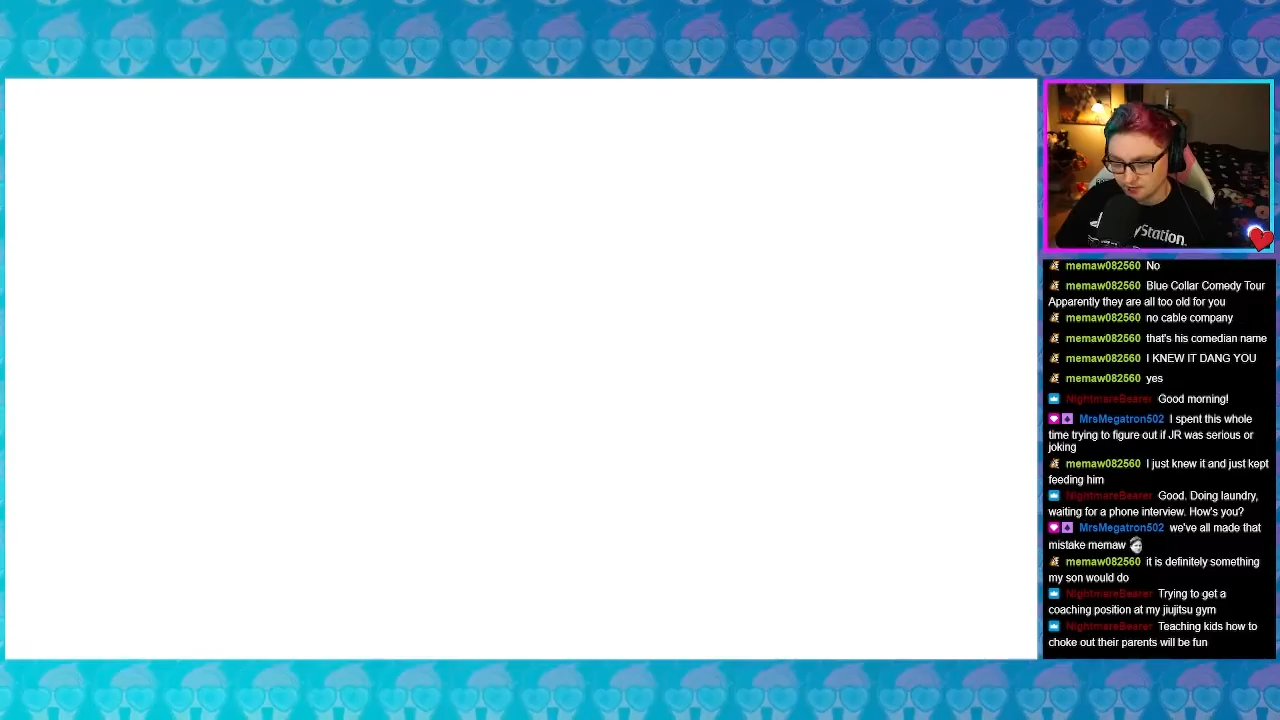 yStation
memaw082560 No
memaw082560 Blue Collar Comedy Tour
Apparently they are all too old for you
memaw082560 no cable company
memaw082560 that's his comedian name
memaw082560 I KNEW IT DANG YOU
memaw082560 yes
NightmareBearer Good morning!
MrsMegatron502 I spent this whole
time trying to figure out if JR was serious or
joking
memaw082560 I just knew it and just kept
feeding him
NightmareBearer Good. Doing laundry,
waiting for a phone interview. How's you?
MrsMegatron502 we've all made that
mistake memaw
memaw082560 it is definitely something
my son would do
NightmareBearer Trying to get a
coaching position at my jiujitsu gym
NightmareBearer Teaching kids how to
choke out their parents will be fun